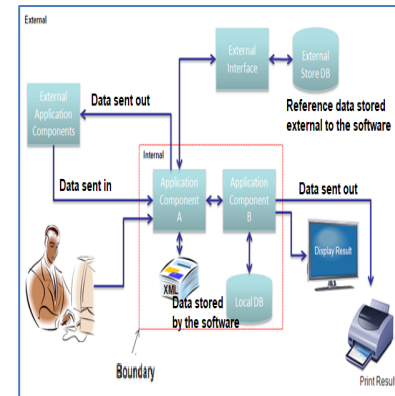 External
External
Interface
External
Store DB
External
Application
Components
Data sent out
Reference data stored
external to the software
Internal
Data sent in
Application
Component
A
Application
Component
B
Data sent out
Display Result
XML
Data stored
by the software
Local DB
Boundary
Print Result